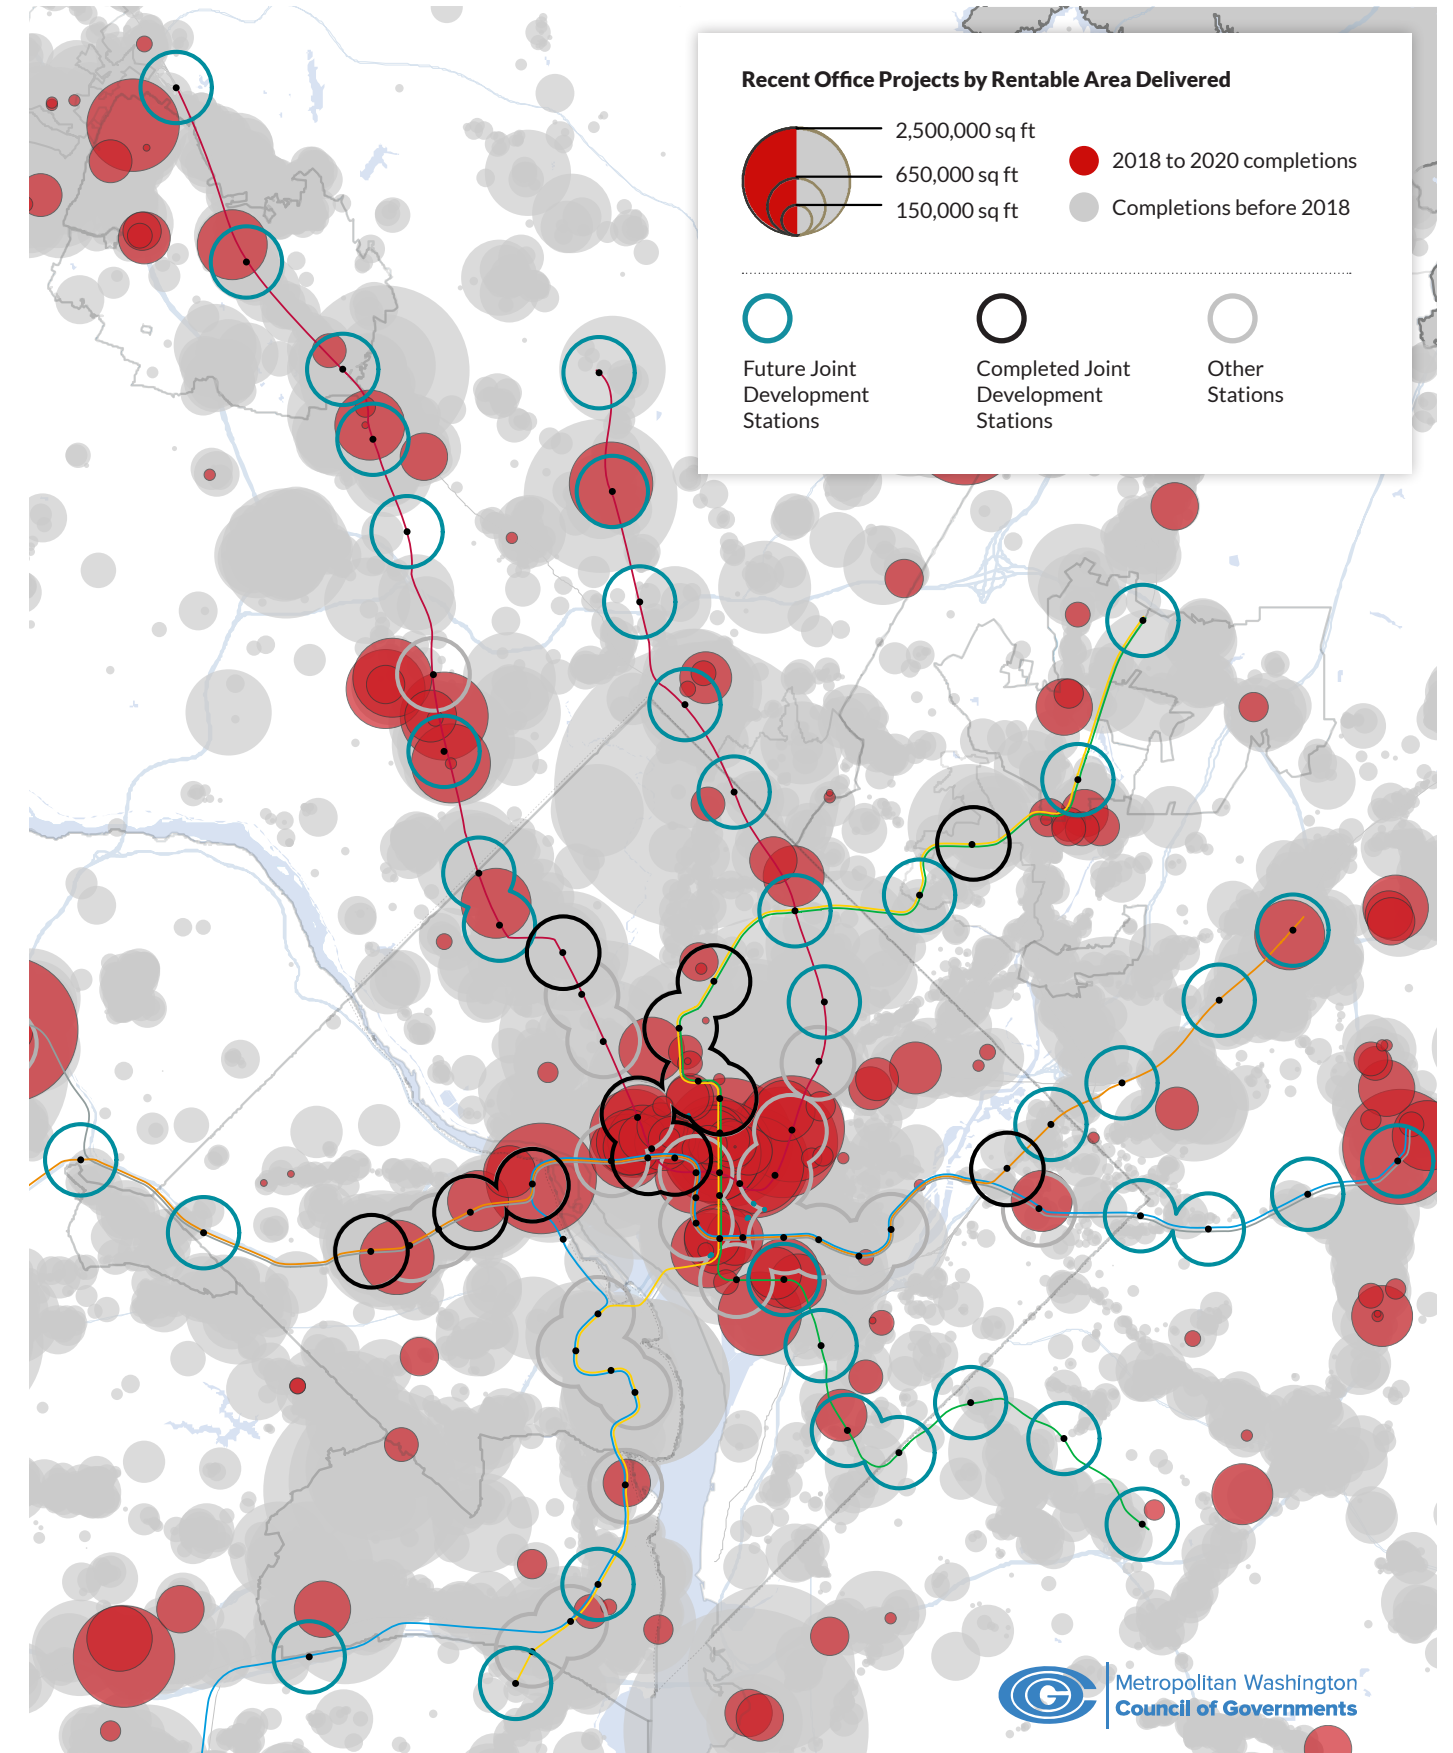 Recent Office Projects by Rentable Area Delivered
2,500,000 sq ft
650,000 sq ft
150,000 sq ft
2018 to 2020 completions
Completions before 2018
Future Joint
Development
Stations
Completed Joint
Development
Stations
Other
Stations
Metropolitan Washington
Council of Governments